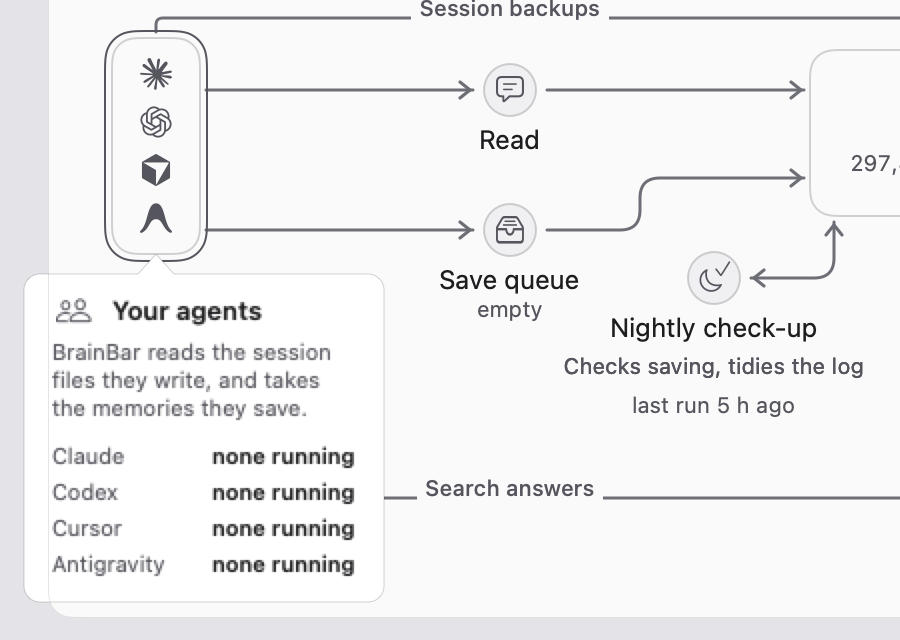 Session backups
Read
297,
Save queue
empty
Nightly check-up
Checks saving, tidies the log
last run 5 h ago
Your agents
BrainBar reads the session
files they write, and takes
the memories they save.
Claude none running
Codex none running
Cursor none running
Antigravity none running
Search answers